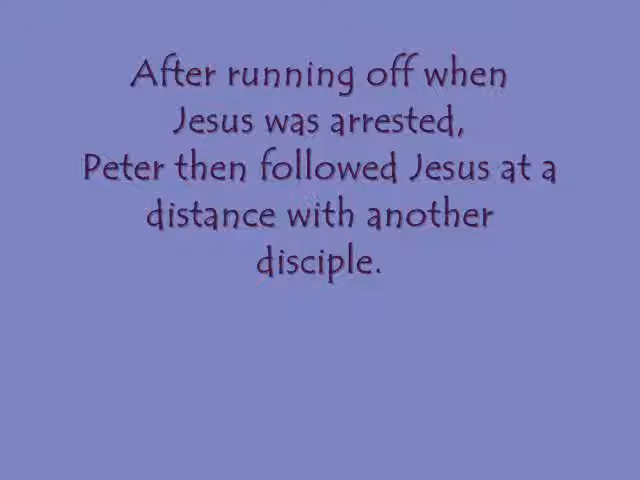 After running off when
Jesus was arrested,
Peter then followed Jesus at a
distance with another
disciple.